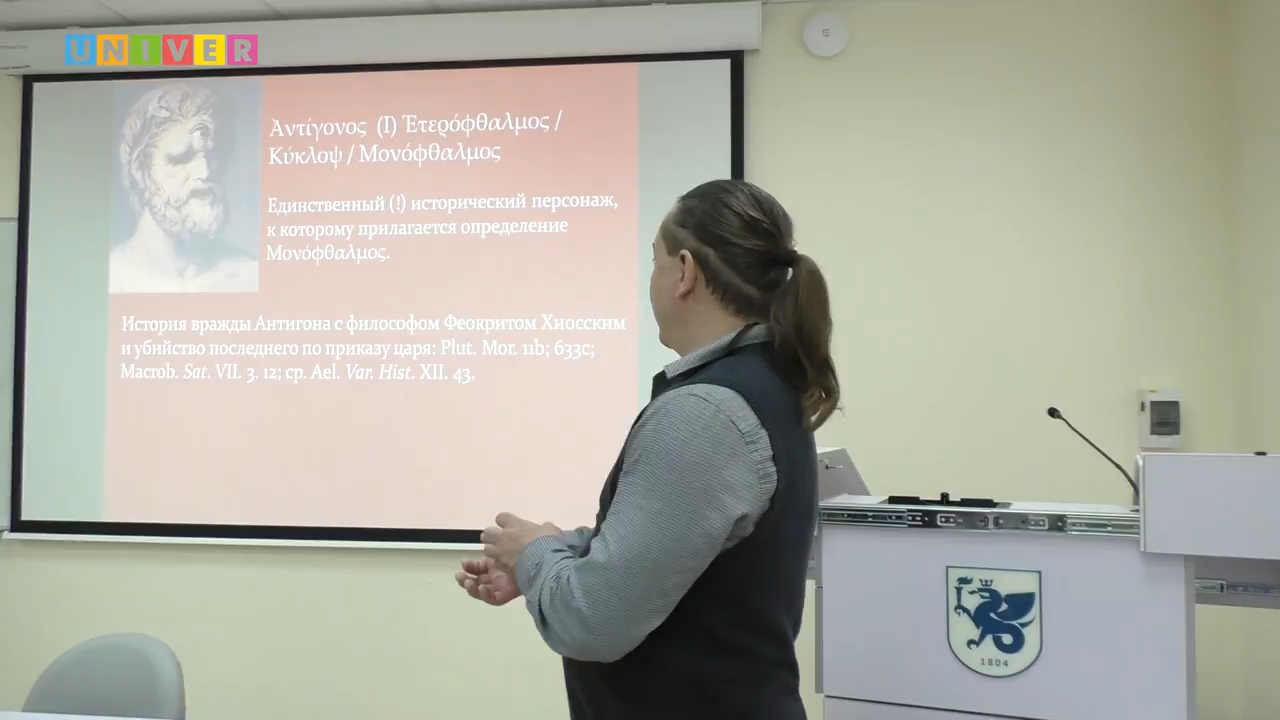 UNIVER
Ἀντίγονος (I) Ἑτερόφθαλμος /
Κύκλοψ / Μονόφθαλμος
Единственный (!) исторический персонаж,
к которому прилагается определение
Μονόφθαλμος.
История вражды Антигона с философом Феокритом Хиосским
и убийство последнего по приказу царя: Plut. Mor. 11b; 633c;
Macrob. Sat. VII. 3. 12; ср. Ael. Var. Hist. XII. 43.
1804